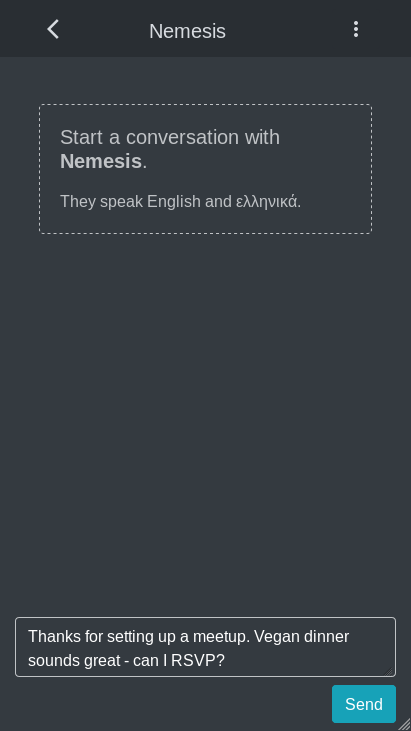 Nemesis
Start a conversation with
Nemesis.
They speak English and ελληνικά.
Thanks for setting up a meetup. Vegan dinner
sounds great - can I RSVP?
Send